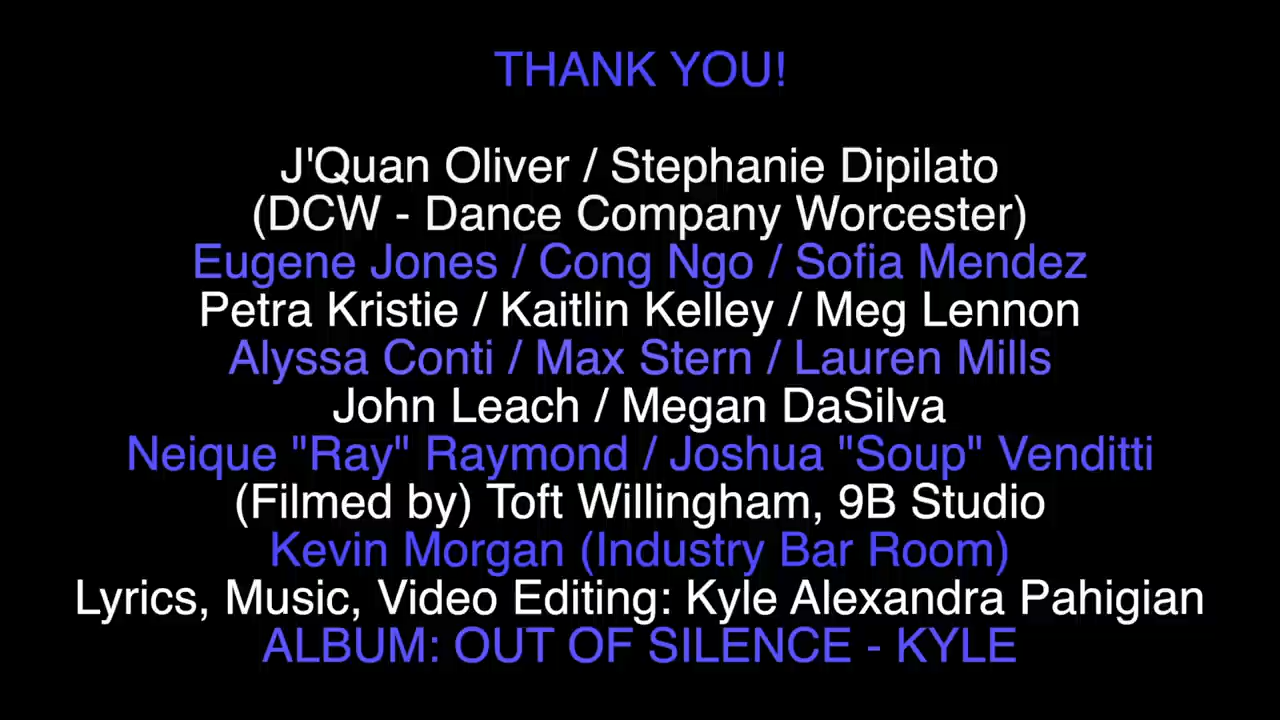 THANK YOU!
J'Quan Oliver / Stephanie Dipilato
(DCW - Dance Company Worcester)
Eugene Jones / Cong Ngo / Sofia Mendez
Petra Kristie / Kaitlin Kelley / Meg Lennon
Alyssa Conti / Max Stern / Lauren Mills
John Leach / Megan DaSilva
Neique "Ray" Raymond / Joshua "Soup" Venditti
(Filmed by) Toft Willingham, 9B Studio
Kevin Morgan (Industry Bar Room)
Lyrics, Music, Video Editing: Kyle Alexandra Pahigian
ALBUM: OUT OF SILENCE - KYLE